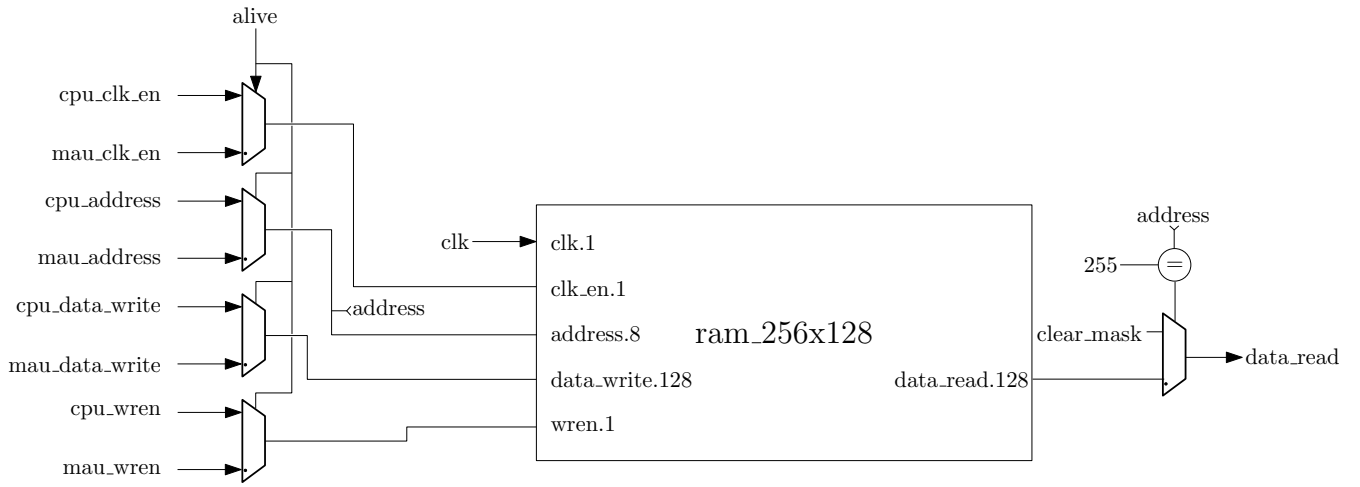 alive
cpu_clk_en
mau_clk_en
cpu_address
mau_address
cpu_data_write
mau_data_write
cpu_wren
mau_wren
clk
address
clk.1
clk_en.1
address.8
data_write.128
wren.1
ram_256x128
data_read.128
address
255
=
clear_mask
data_read